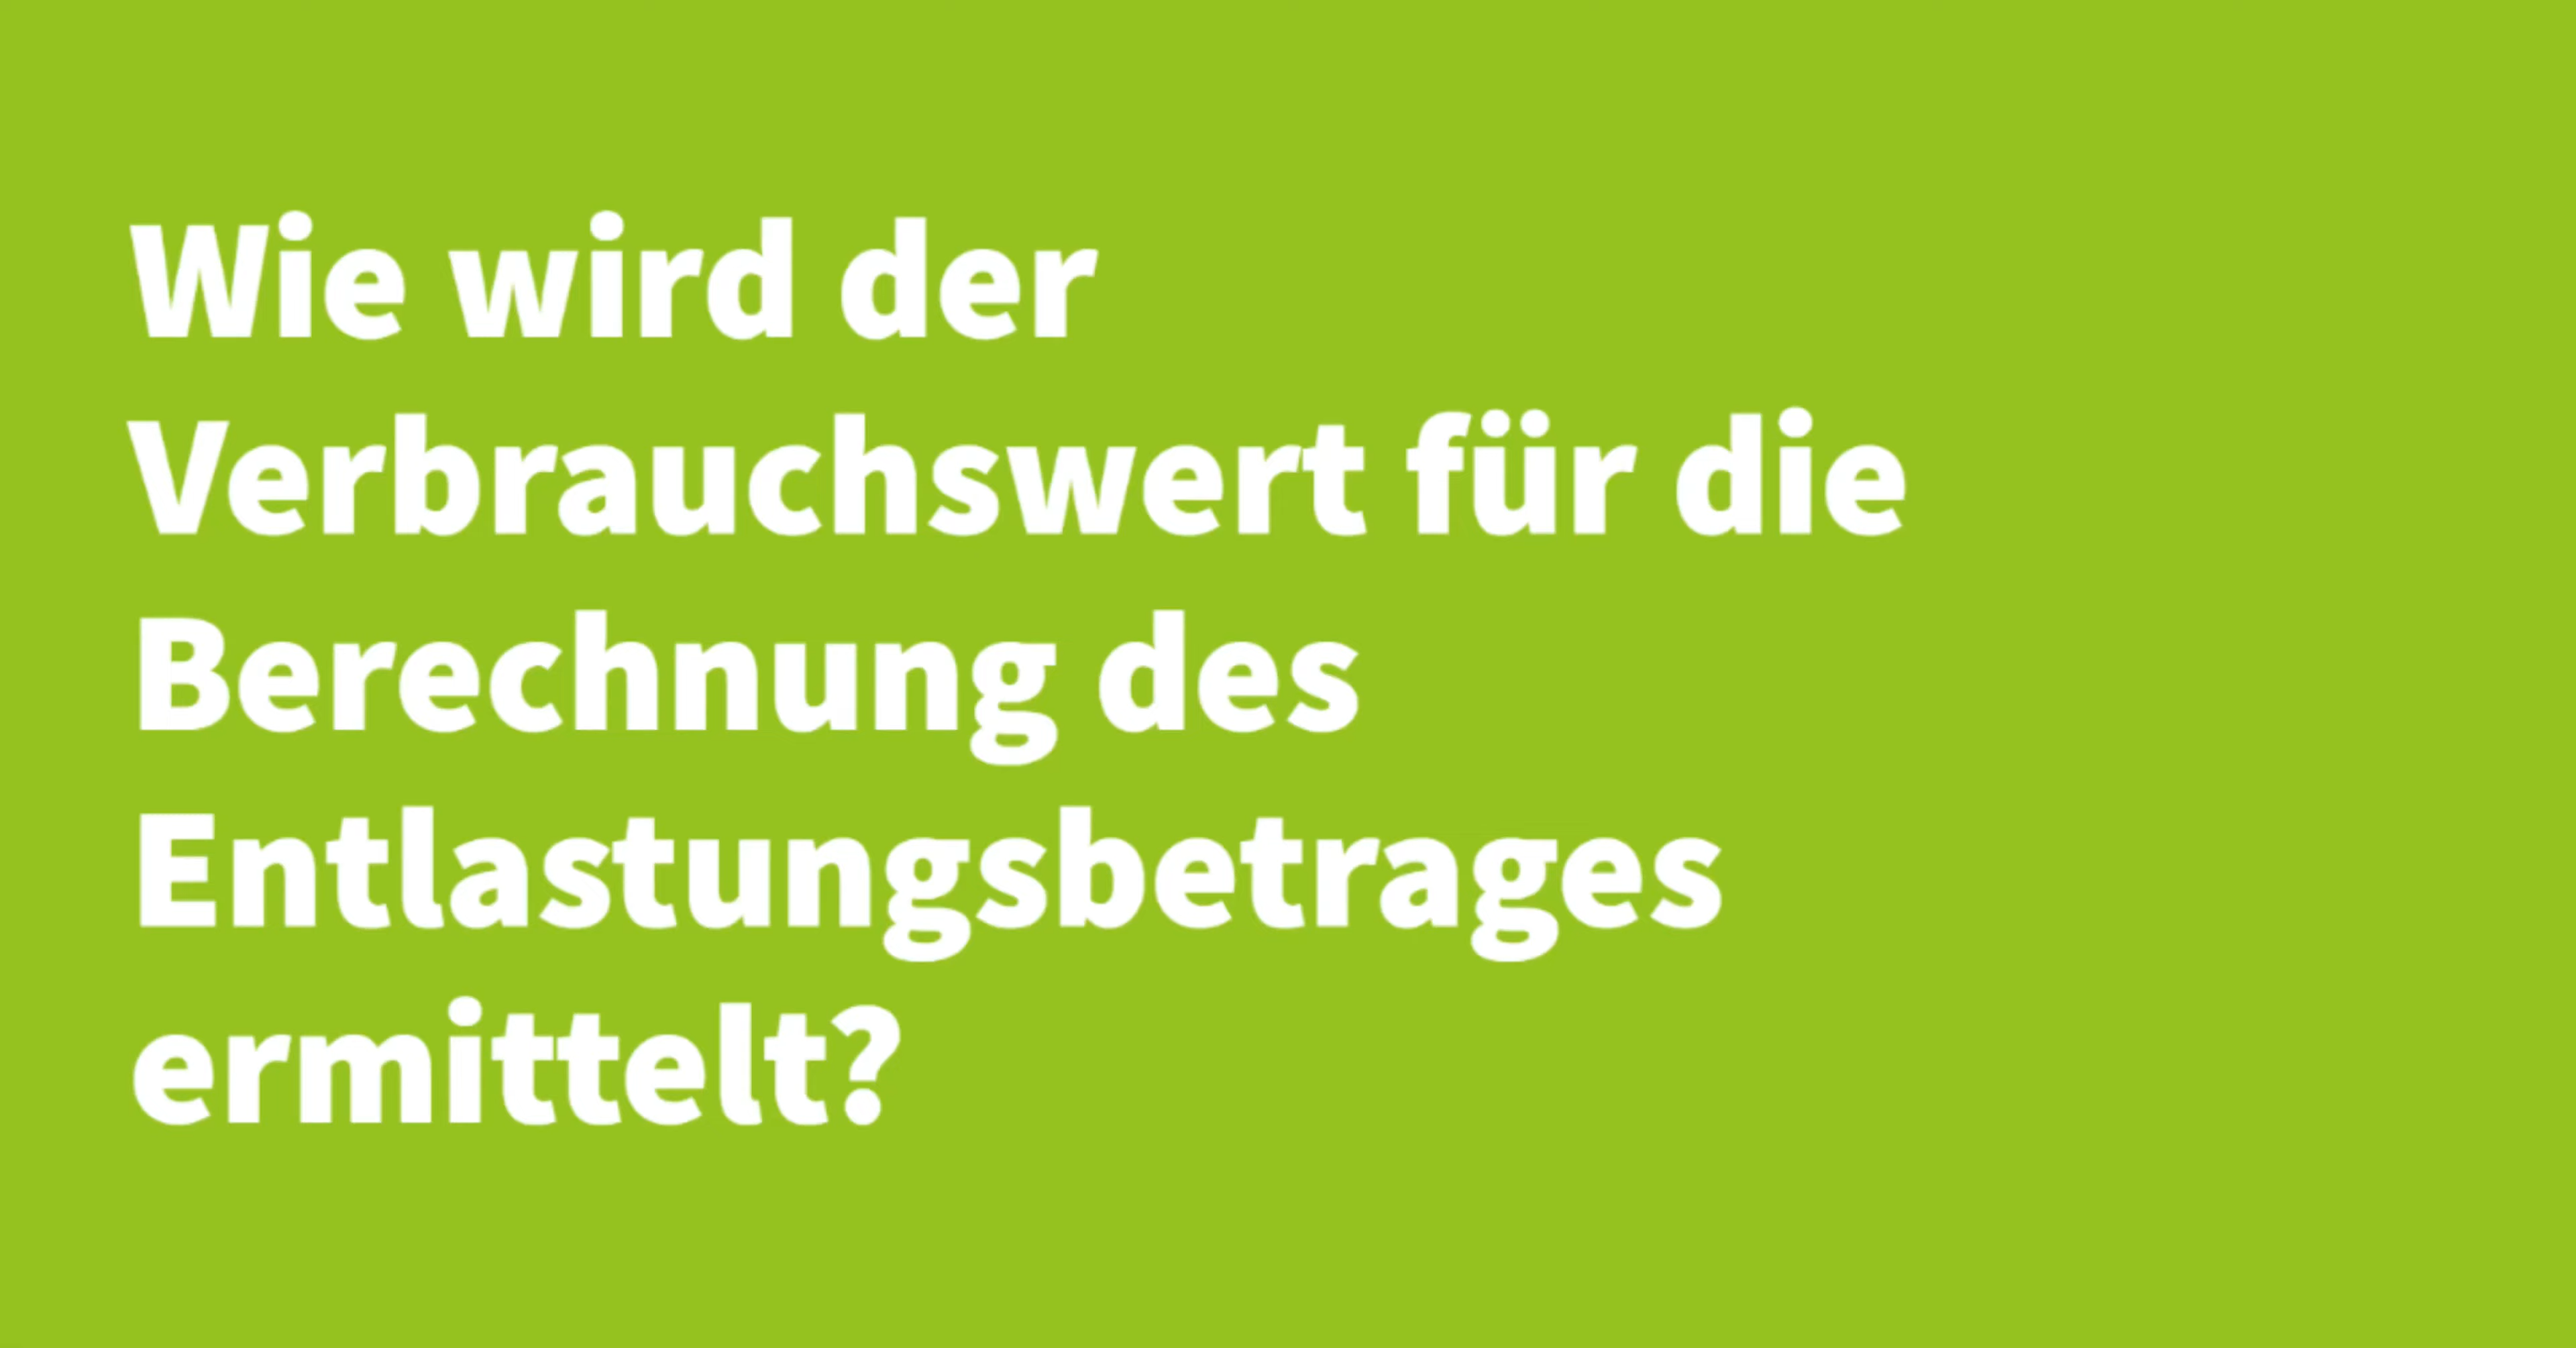 Wie wird der
Verbrauchswert für die
Berechnung des
Entlastungsbetrages
ermittelt?